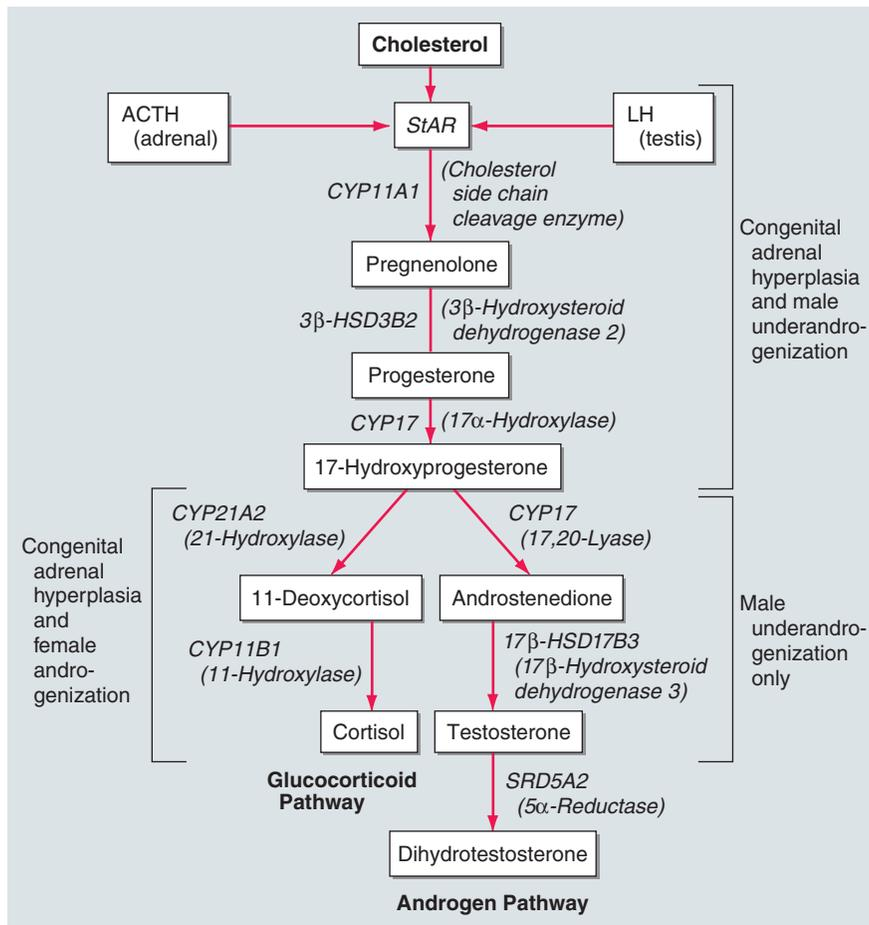 Cholesterol
ACTH
(adrenal)
StAR
LH
(testis)
CYP11A1
(Cholesterol
side chain
cleavage enzyme)
Pregnenolone
3β-HSD3B2
(3β-Hydroxysteroid
dehydrogenase 2)
Progesterone
CYP17
(17α-Hydroxylase)
17-Hydroxyprogesterone
Congenital
adrenal
hyperplasia
and male
underandro-
genization
CYP21A2
(21-Hydroxylase)
CYP17
(17,20-Lyase)
Congenital
adrenal
hyperplasia
and
female
andro-
genization
11-Deoxycortisol
Androstenedione
CYP11B1
(11-Hydroxylase)
17β-HSD17B3
(17β-Hydroxysteroid
dehydrogenase 3)
Male
underandro-
genization
only
Cortisol
Testosterone
Glucocorticoid
Pathway
SRD5A2
(5α-Reductase)
Dihydrotestosterone
Androgen Pathway